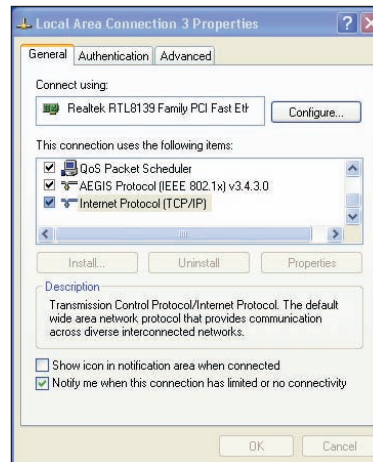 Local Area Connection 3 Properties
General Authentication Advanced
Connect using:
Realtek RTL8139 Family PCI Fast Eth
Configure...
This connection uses the following items:
QoS Packet Scheduler
AEGIS Protocol (IEEE 802.1x) v3.4.3.0
Internet Protocol (TCP/IP)
Install... Uninstall Properties
Description
Transmission Control Protocol/Internet Protocol. The default
wide area network protocol that provides communication
across diverse interconnected networks.
Show icon in notification area when connected
Notify me when this connection has limited or no connectivity
OK Cancel